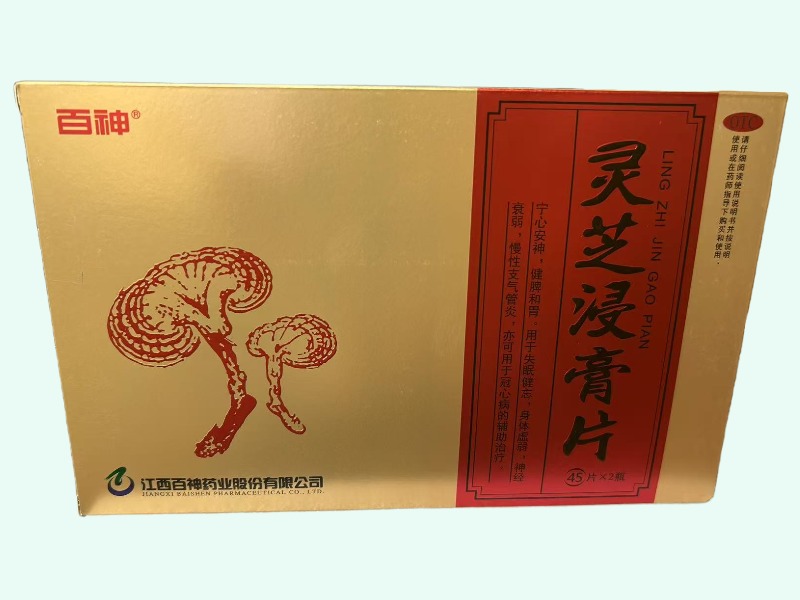 百神®
OTC
请仔细阅读使用说明书并按说明
使用或在药师指导下购买和使用。
LING ZHI JIN GAO PIAN
灵芝浸膏片
宁心安神，健脾和胃。用于失眠健忘，身体虚弱，神经
衰弱，慢性支气管炎，亦可用于冠心病的辅助治疗。
45片×2瓶
江西百神药业股份有限公司
JIANGXI BAISHEN PHARMACEUTICAL CO., LTD.